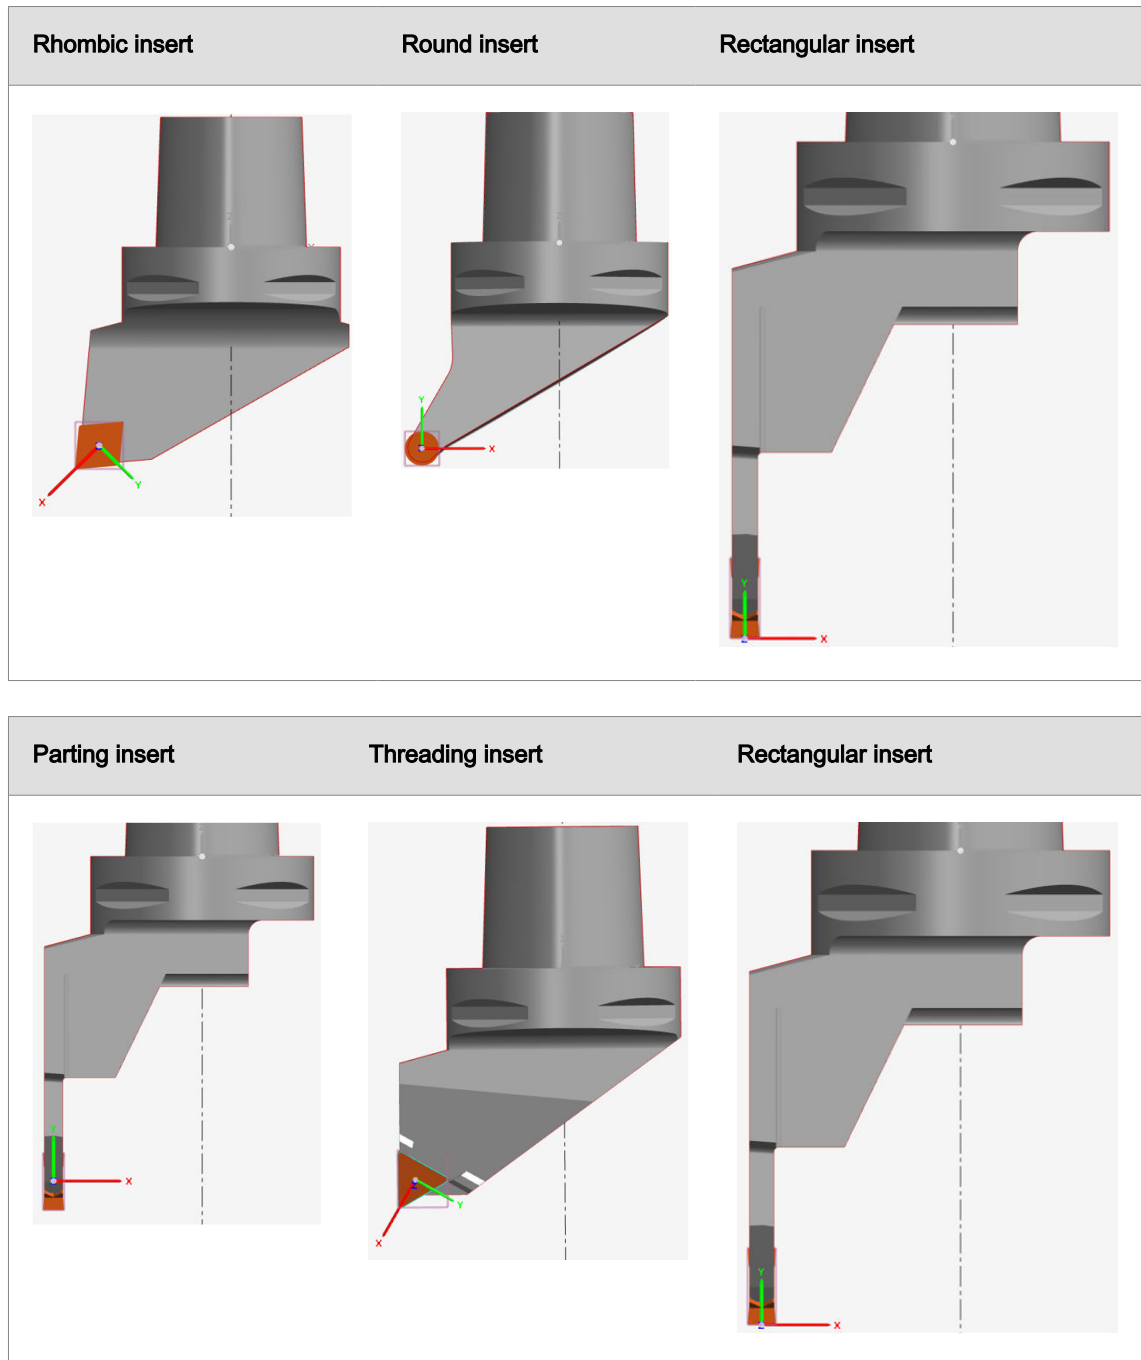 Rhombic insert Round insert Rectangular insert
Z
Y
X
Y
Z
Y
X
Y
X
Z
Parting insert Threading insert Rectangular insert
Y
X
Z
Y
X
Y
X
Z